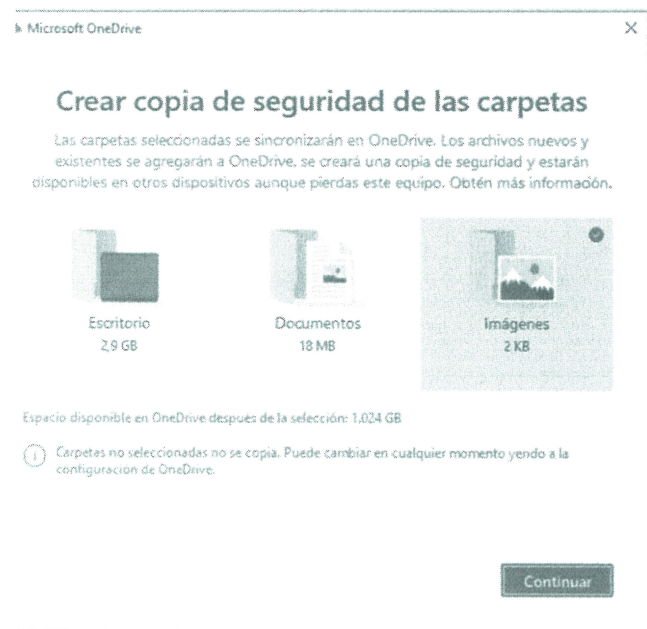 Microsoft OneDrive
Crear copia de seguridad de las carpetas
Las carpetas seleccionadas se sincronizarán en OneDrive. Los archivos nuevos y
existentes se agregarán a OneDrive, se creará una copia de seguridad y estarán
disponibles en otros dispositivos aunque pierdas este equipo. Obtén más información.
Escritorio
2,9 GB
Documentos
18 MB
Imágenes
2 KB
Espacio disponible en OneDrive después de la selección: 1.024 GB
Carpetas no seleccionadas no se copia. Puede cambiar en cualquier momento yendo a la
configuración de OneDrive.
Continuar